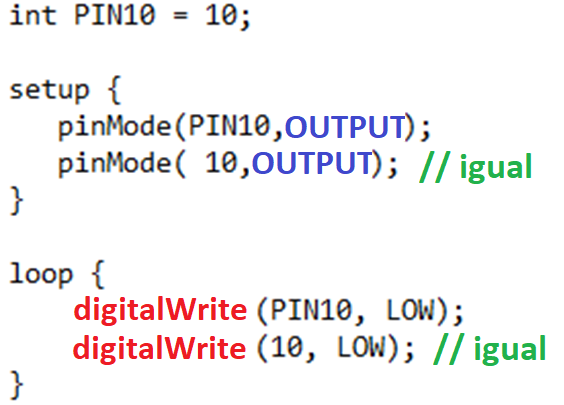 int PIN10 = 10;
setup {
pinMode(PIN10,OUTPUT);
pinMode( 10,OUTPUT); // igual
}
loop {
digitalWrite (PIN10, LOW);
digitalWrite (10, LOW); // igual
}